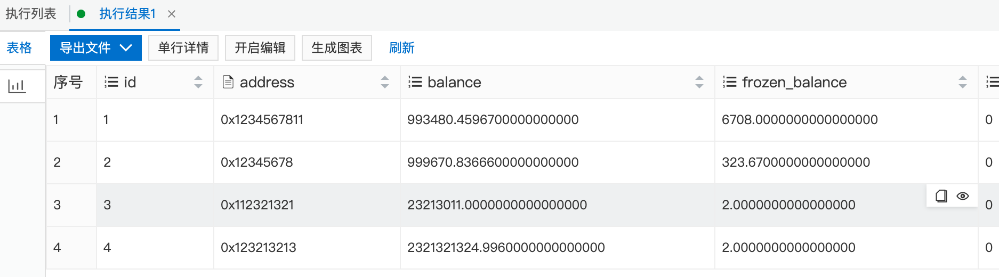 执行列表 执行结果1
表格 导出文件 单行详情 开启编辑 生成图表 刷新
序号 id address balance frozen_balance
1 1 0x1234567811 993480.4596700000000000 6708.0000000000000000 0
2 2 0x12345678 999670.8366600000000000 323.6700000000000000 0
3 3 0x112321321 23213011.0000000000000000 2.0000000000000000 0
4 4 0x123213213 2321321324.9960000000000000 2.0000000000000000 0